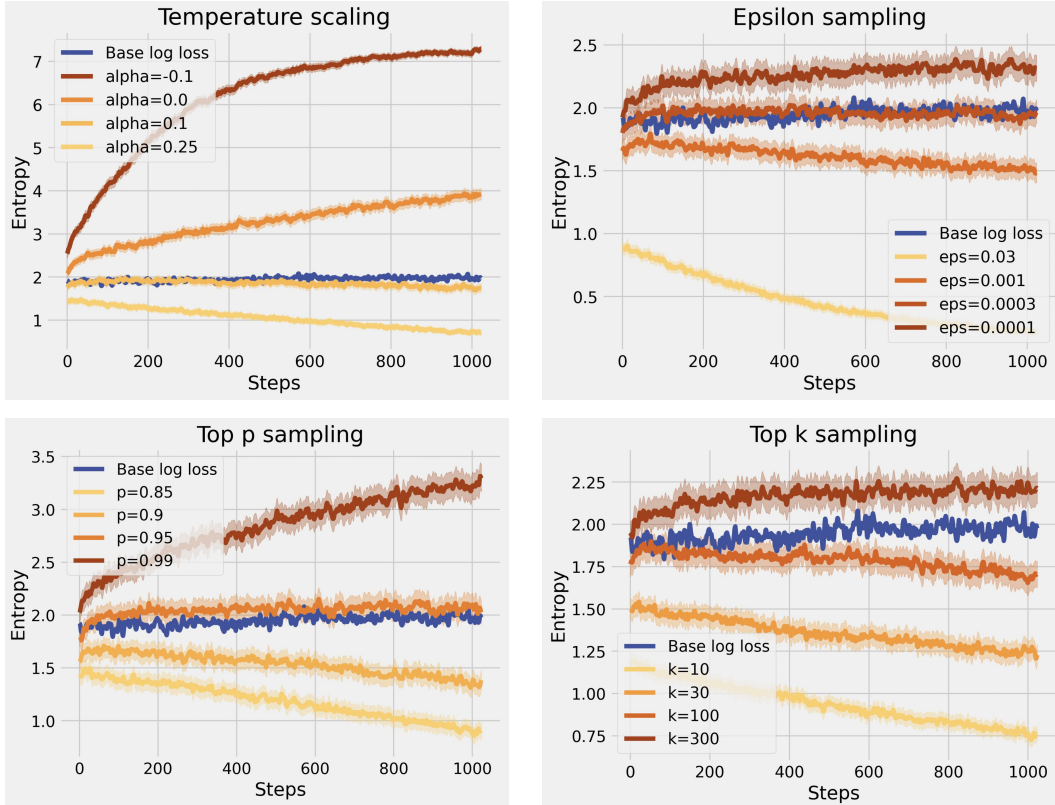 Temperature scaling
Entropy
7
6
5
4
3
2
1
Base log loss
alpha=-0.1
alpha=0.0
alpha=0.1
alpha=0.25
0 200 400 600 800 1000
Steps
Epsilon sampling
Entropy
2.5
2.0
1.5
1.0
0.5
Base log loss
eps=0.03
eps=0.001
eps=0.0003
eps=0.0001
0 200 400 600 800 1000
Steps
Top p sampling
Entropy
3.5
3.0
2.5
2.0
1.5
1.0
Base log loss
p=0.85
p=0.9
p=0.95
p=0.99
0 200 400 600 800 1000
Steps
Top k sampling
Entropy
2.25
2.00
1.75
1.50
1.25
1.00
0.75
Base log loss
k=10
k=30
k=100
k=300
0 200 400 600 800 1000
Steps